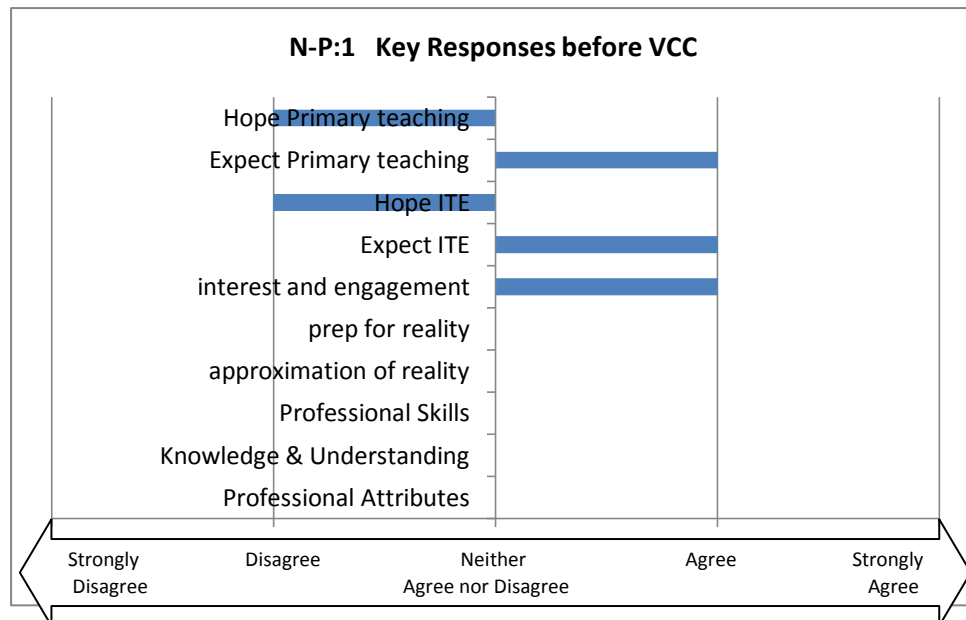 N-P:1 Key Responses before VCC
Hope Primary teaching
Expect Primary teaching
Hope ITE
Expect ITE
interest and engagement
prep for reality
approximation of reality
Professional Skills
Knowledge & Understanding
Professional Attributes
Strongly Disagree Neither Agree Strongly
Disagree Agree nor Disagree Agree